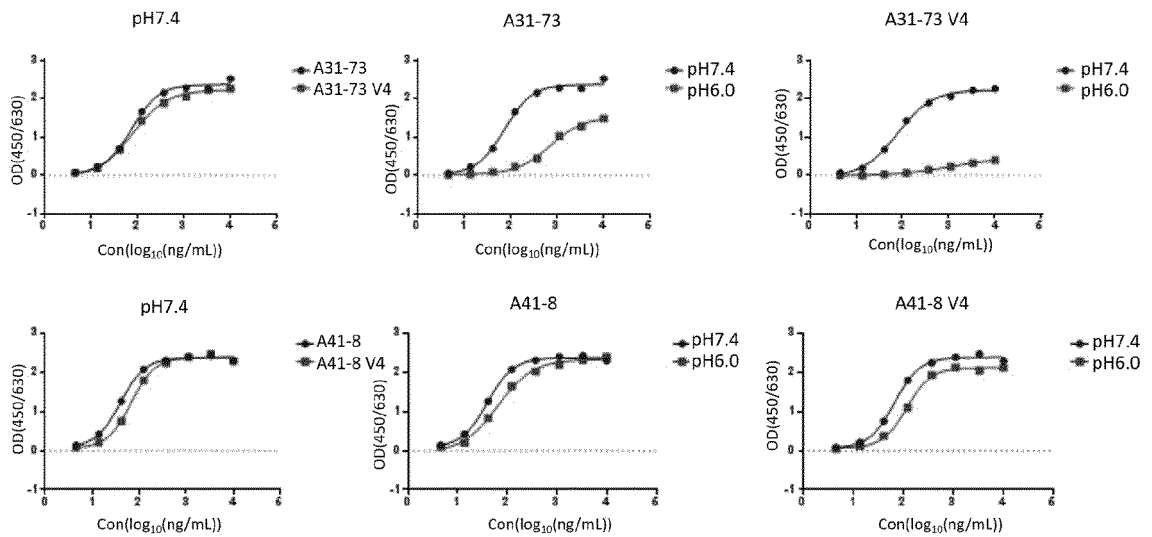 pH7.4
OD(450/630)
3
2
1
0
-1
0 1 2 3 4 5
Con(log₁₀(ng/mL))
A31-73
A31-73 V4
A31-73
OD(450/630)
3
2
1
0
-1
0 1 2 3 4 5
Con(log₁₀(ng/mL))
pH7.4
pH6.0
A31-73 V4
OD(450/630)
3
2
1
0
-1
0 1 2 3 4 5
Con(log₁₀(ng/mL))
pH7.4
pH6.0
pH7.4
OD(450/630)
3
2
1
0
-1
0 1 2 3 4 5
Con(log₁₀(ng/mL))
A41-8
A41-8 V4
A41-8
OD(450/630)
3
2
1
0
-1
0 1 2 3 4 5
Con(log₁₀(ng/mL))
pH7.4
pH6.0
A41-8 V4
OD(450/630)
3
2
1
0
-1
0 1 2 3 4 5
Con(log₁₀(ng/mL))
pH7.4
pH6.0